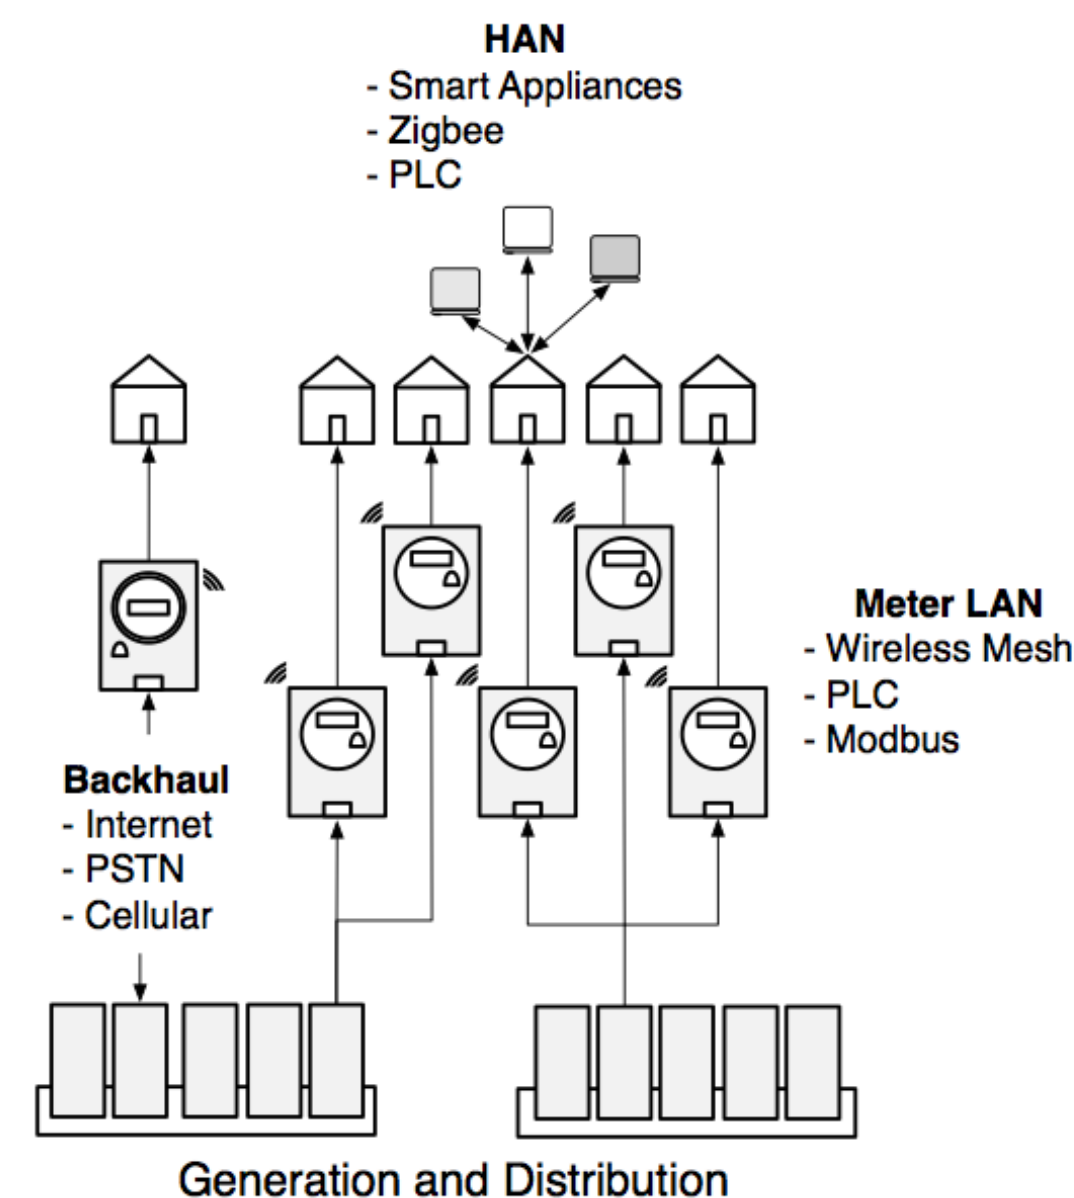 HAN
- Smart Appliances
- Zigbee
- PLC
Meter LAN
- Wireless Mesh
- PLC
- Modbus
Backhaul
- Internet
- PSTN
- Cellular
Generation and Distribution